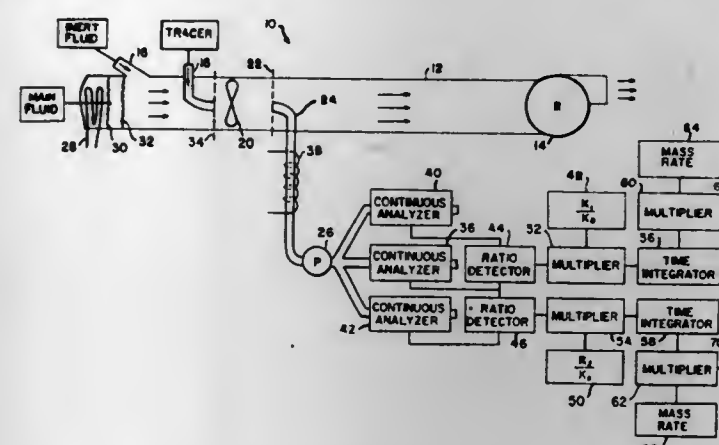 10
INERT
FLUID
TRACER
16
18
22
12
MAIN
FLUID
24
B
14
28
30
32
34
20
38
64
MASS
RATE
40
48
60
CONTINUOUS
ANALYZER
K₁
K₀
MULTIPLIER
36
44
52
56
CONTINUOUS
ANALYZER
RATIO
DETECTOR
MULTIPLIER
TIME
INTEGRATOR
26
P
CONTINUOUS
ANALYZER
RATIO
DETECTOR
MULTIPLIER
TIME
INTEGRATOR
42
46
54
58
K₂
K₀
MULTIPLIER
50
62
MASS
RATE